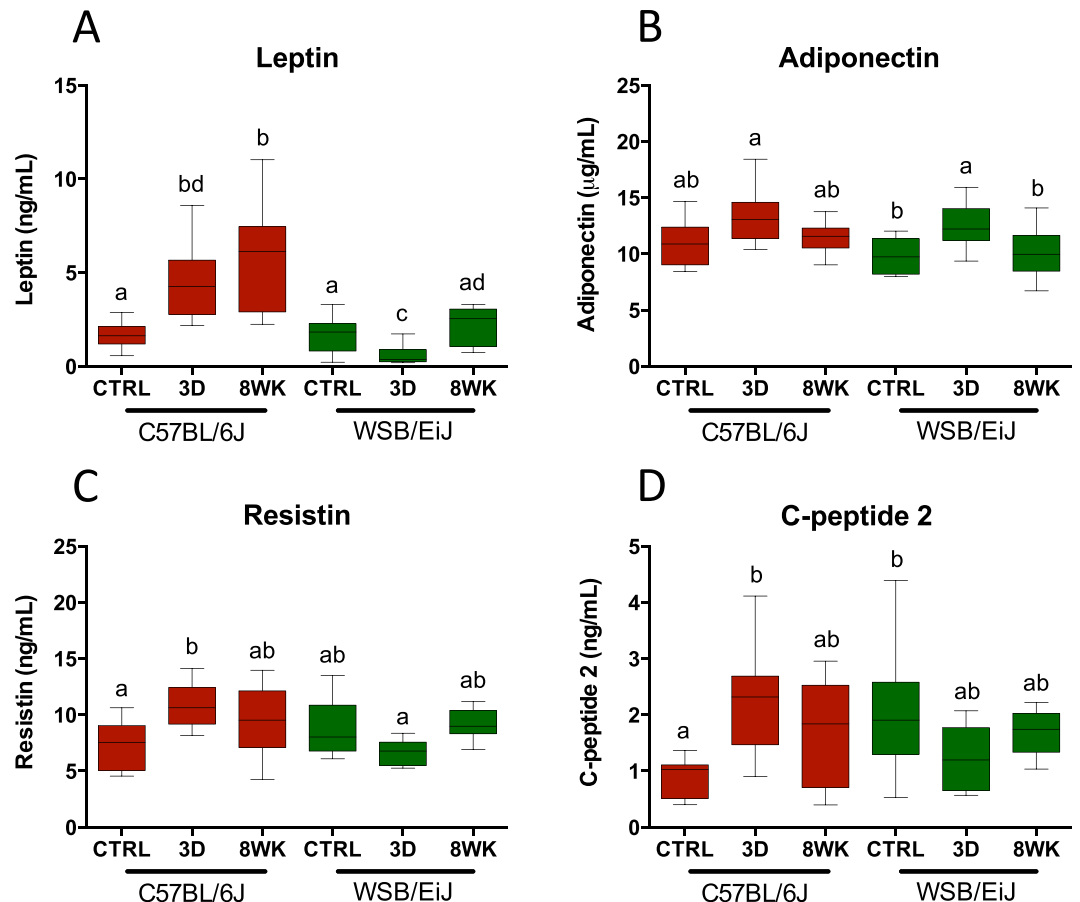 A
Leptin
15
10
5
0
Leptin (ng/mL)
a
bd
b
a
c
ad
CTRL 3D 8WK CTRL 3D 8WK
C57BL/6J WSB/EiJ
B
Adiponectin
25
20
15
10
5
0
Adiponectin (μg/mL)
ab
a
ab
b
a
b
CTRL 3D 8WK CTRL 3D 8WK
C57BL/6J WSB/EiJ
C
Resistin
25
20
15
10
5
0
Resistin (ng/mL)
a
b
ab
ab
a
ab
CTRL 3D 8WK CTRL 3D 8WK
C57BL/6J WSB/EiJ
D
C-peptide 2
5
4
3
2
1
0
C-peptide 2 (ng/mL)
a
b
ab
b
ab
ab
CTRL 3D 8WK CTRL 3D 8WK
C57BL/6J WSB/EiJ